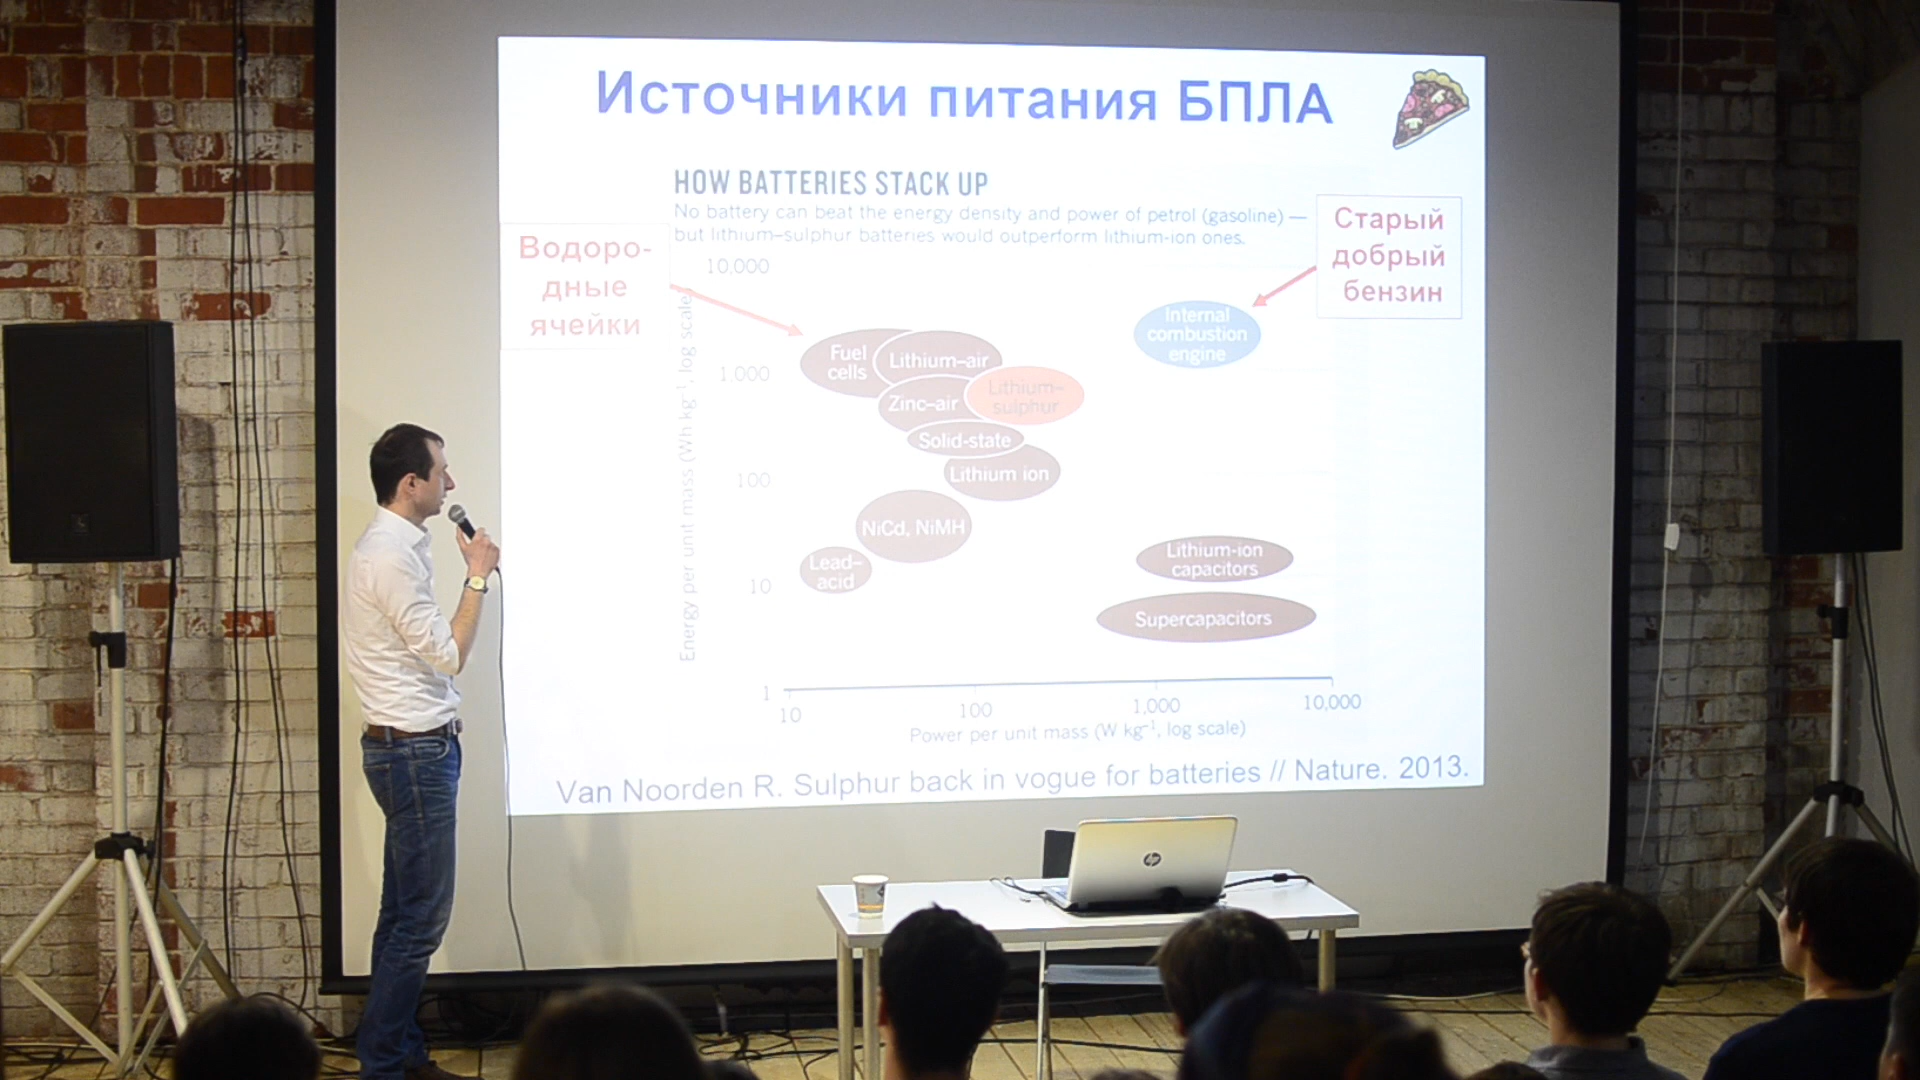 Источники питания БПЛА
HOW BATTERIES STACK UP
No battery can beat the energy density and power of petrol (gasoline) —
but lithium–sulphur batteries would outperform lithium-ion ones.
Водоро-
дные
ячейки
Старый
добрый
бензин
10,000
1,000
100
10
1
Energy per unit mass (Wh kg⁻¹, log scale)
Fuel
cells
Lithium–air
Internal
combustion
engine
Zinc–air
Lithium–
sulphur
Solid-state
Lithium ion
NiCd, NiMH
Lead–
acid
Lithium-ion
capacitors
Supercapacitors
10
100
1,000
10,000
Power per unit mass (W kg⁻¹, log scale)
Van Noorden R. Sulphur back in vogue for batteries // Nature. 2013.
hp